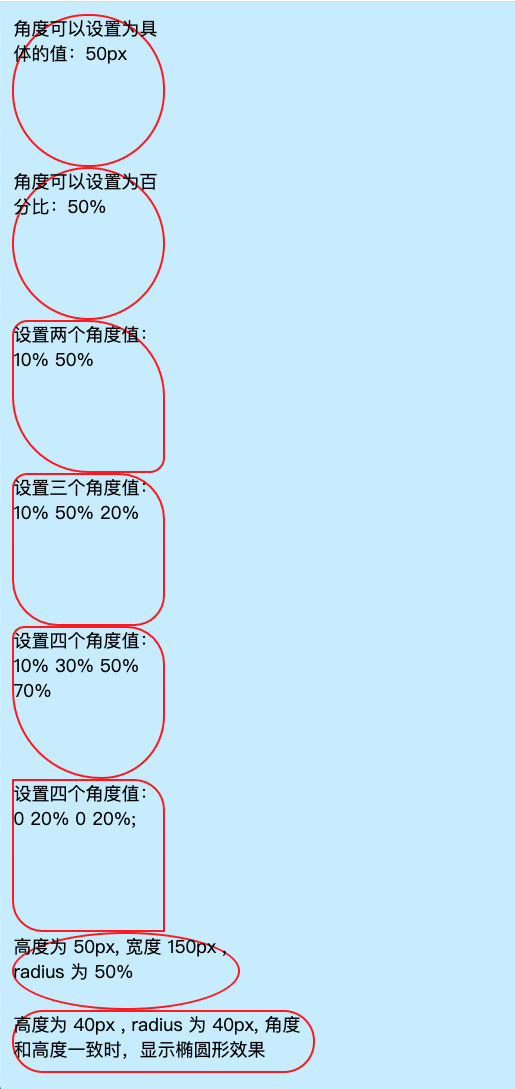 角度可以设置为具
体的值：50px
角度可以设置为百
分比：50%
设置两个角度值：
10% 50%
设置三个角度值：
10% 50% 20%
设置四个角度值：
10% 30% 50%
70%
设置四个角度值：
0 20% 0 20%;
高度为 50px, 宽度 150px ,
radius 为 50%
高度为 40px , radius 为 40px, 角度
和高度一致时，显示椭圆形效果